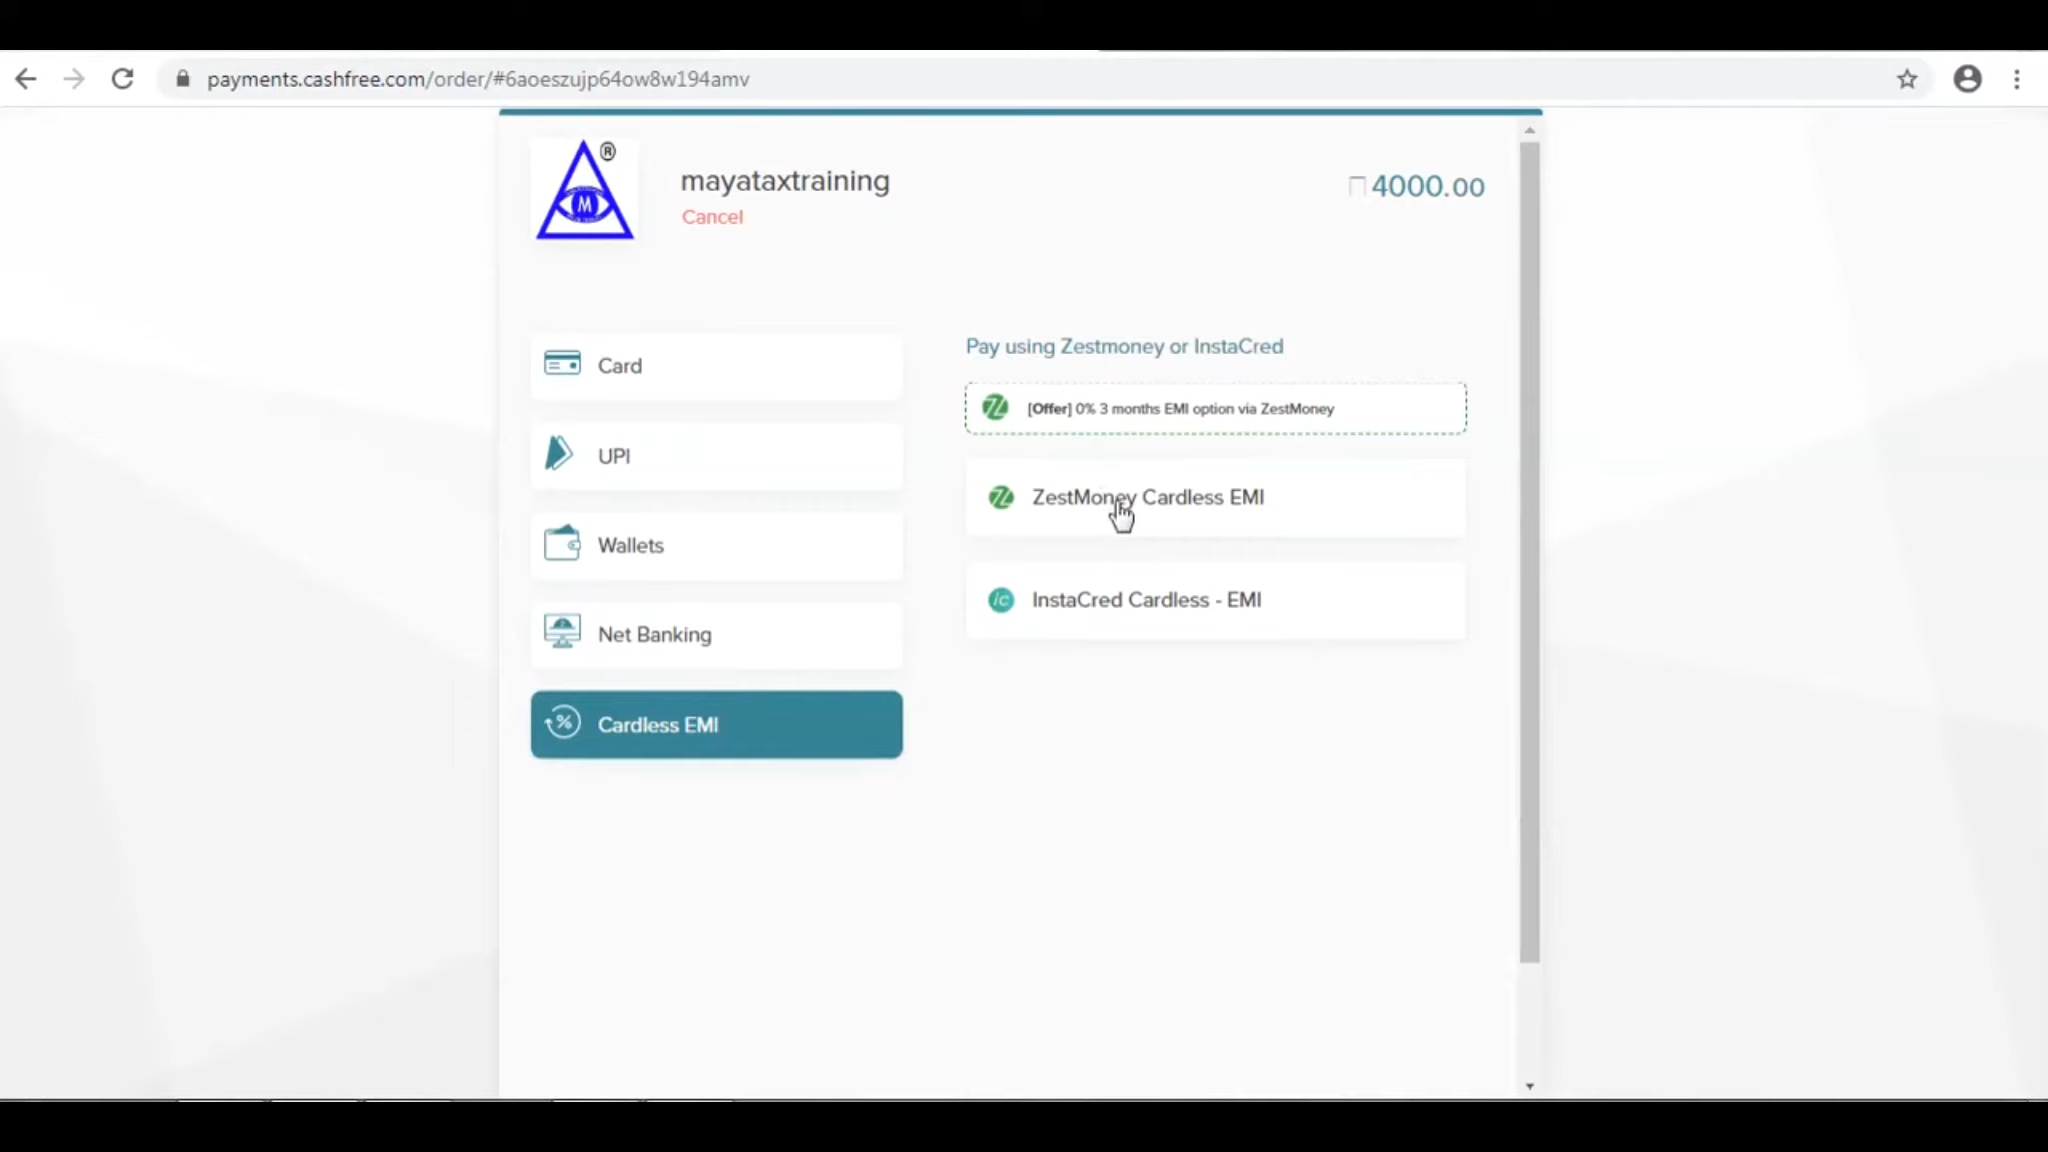 payments.cashfree.com/order/#6aoeszujp64ow8w194amv
®
M
mayataxtraining
4000.00
Cancel
Pay using Zestmoney or InstaCred
Card
[Offer] 0% 3 months EMI option via ZestMoney
UPI
ZestMoney Cardless EMI
Wallets
ic InstaCred Cardless - EMI
Net Banking
% Cardless EMI